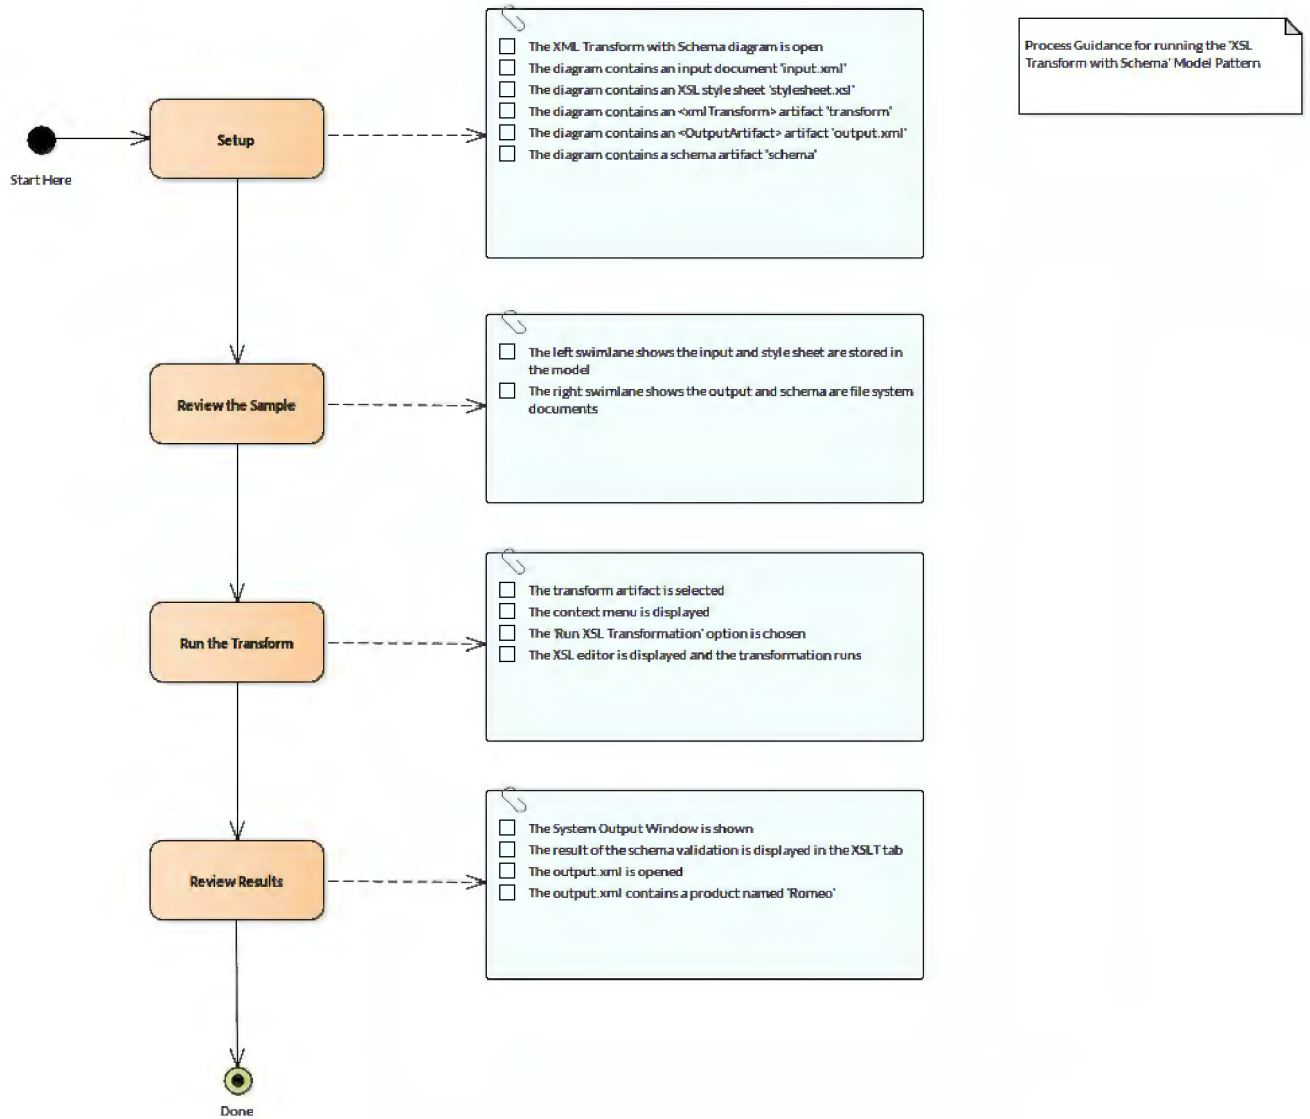 The XML Transform with Schema diagram is open
The diagram contains an input document 'input.xml'
The diagram contains an XSL style sheet 'stylesheet.xsl'
The diagram contains an <xmlTransform> artifact 'transform'
The diagram contains an <OutputArtifact> artifact 'output.xml'
The diagram contains a schema artifact 'schema'
Process Guidance for running the 'XSL
Transform with Schema' Model Pattern
Setup
Start Here
The left swimlane shows the input and style sheet are stored in
the model
The right swimlane shows the output and schema are file system
documents
Review the Sample
The transform artifact is selected
The context menu is displayed
The 'Run XSL Transformation' option is chosen
The XSL editor is displayed and the transformation runs
Run the Transform
The System Output Window is shown
The result of the schema validation is displayed in the XSLT tab
The output.xml is opened
The output.xml contains a product named 'Romeo'
Review Results
Done